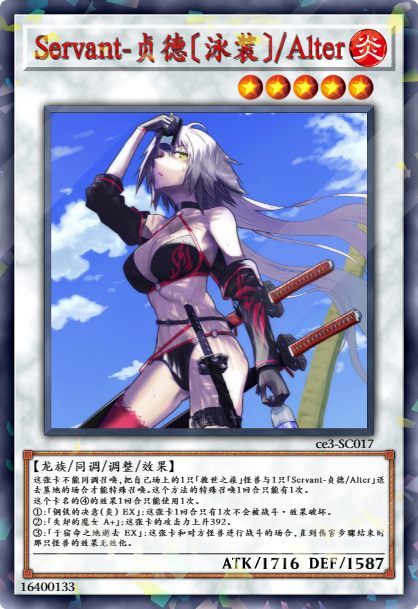 Servant-贞德〔泳装〕/Alter 炎
ce3-SC017
【龙族/同调/调整/效果】
这张卡不能同调召唤,把自己场上的1只「救世之痕」怪兽与1只「Servant-贞德/Alter」送
去墓地的场合才能特殊召唤。这个方法的特殊召唤1回合只能有1次。
这个卡名的④的效果1回合只能使用1次。
①:「钢铁的决意(炎) EX」:这张卡1回合只有1次不会被战斗·效果破坏。
②:「失却的魔女 A+」:这张卡的攻击力上升392。
③:「于宿命之地逝去 EX」:这张卡和对方怪兽进行战斗的场合,直到伤害步骤结束时
那只怪兽的效果无效化。
ATK/1716 DEF/1587
16400133